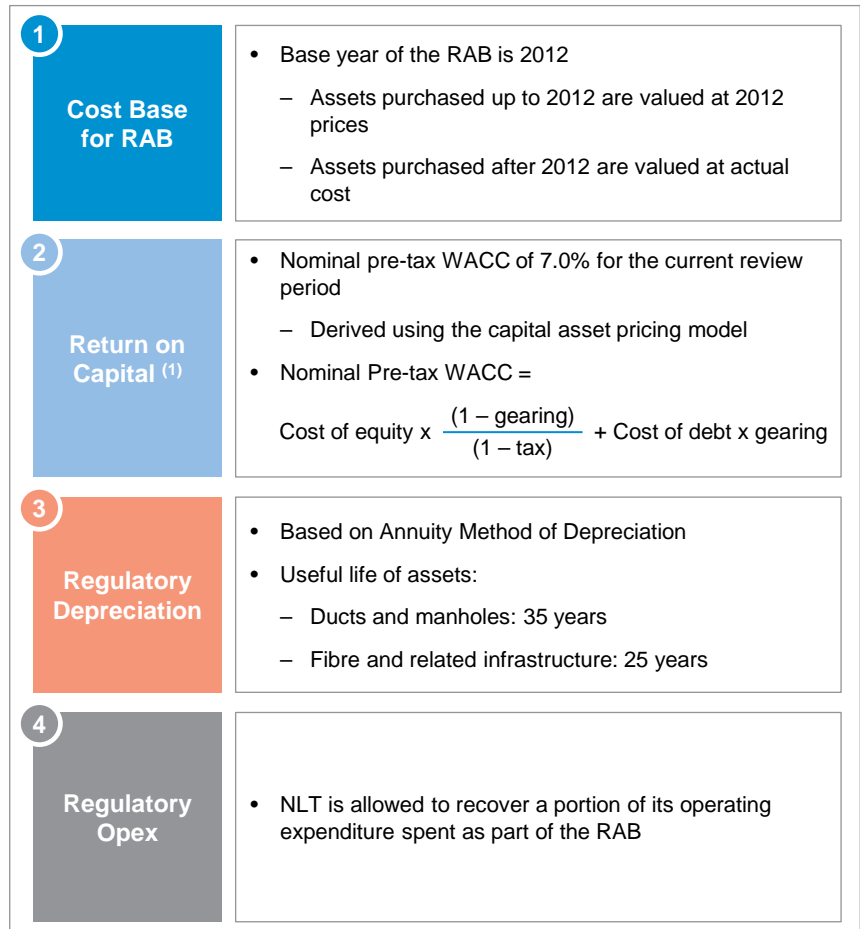 1
Cost Base
for RAB
• Base year of the RAB is 2012
– Assets purchased up to 2012 are valued at 2012
prices
– Assets purchased after 2012 are valued at actual
cost
2
Return on
Capital (1)
• Nominal pre-tax WACC of 7.0% for the current review
period
– Derived using the capital asset pricing model
• Nominal Pre-tax WACC =
Cost of equity x (1 – gearing) / (1 – tax) + Cost of debt x gearing
3
Regulatory
Depreciation
• Based on Annuity Method of Depreciation
• Useful life of assets:
– Ducts and manholes: 35 years
– Fibre and related infrastructure: 25 years
4
Regulatory
Opex
• NLT is allowed to recover a portion of its operating
expenditure spent as part of the RAB